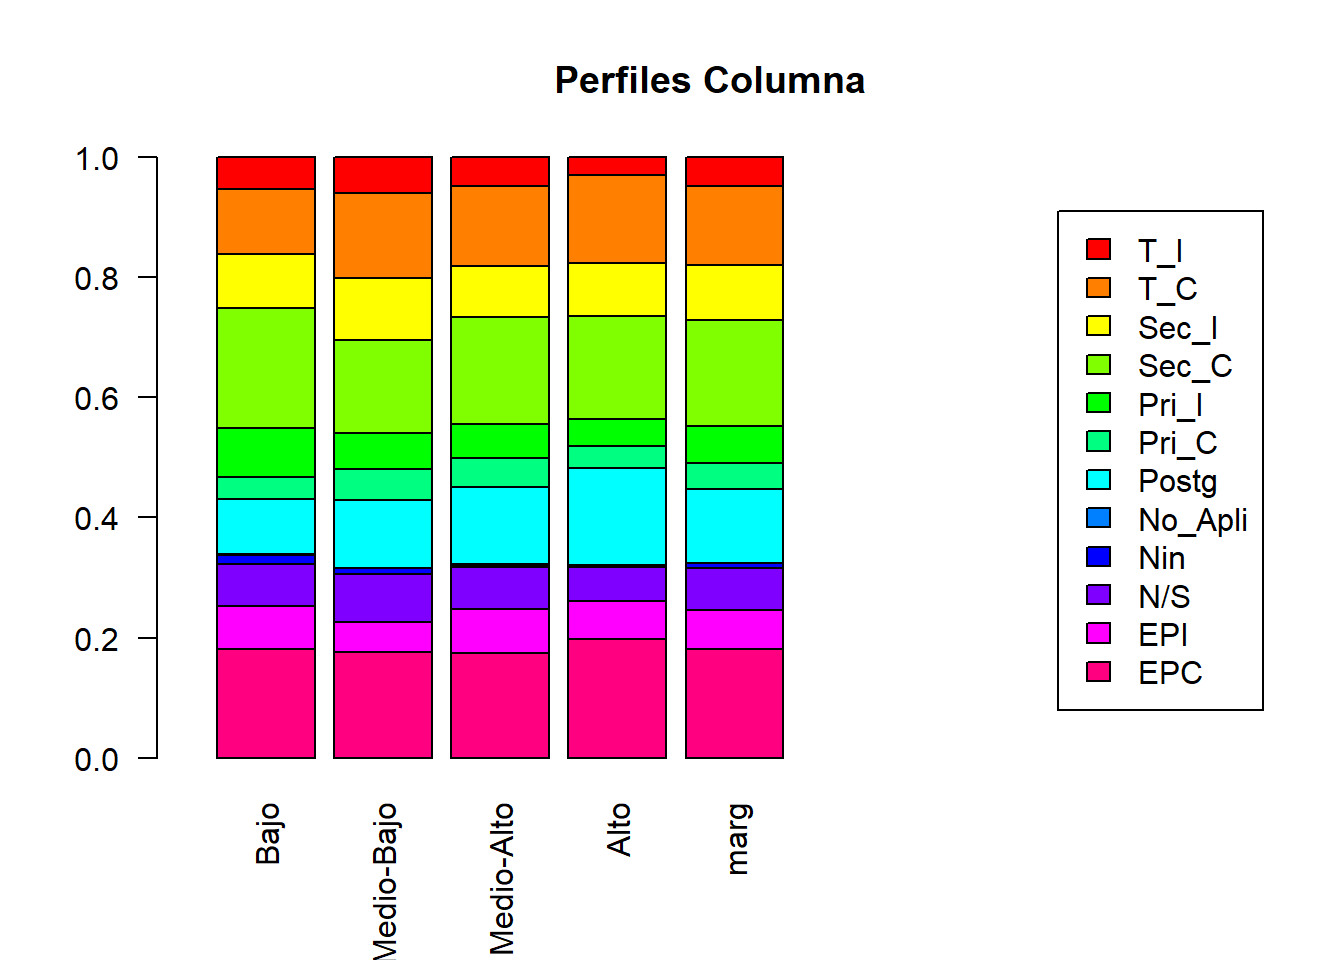 Perfiles Columna
1.0
0.8
0.6
0.4
0.2
0.0
Bajo
Medio-Bajo
Medio-Alto
Alto
marg
T_I
T_C
Sec_I
Sec_C
Pri_I
Pri_C
Postg
No_Apli
Nin
N/S
EPI
EPC